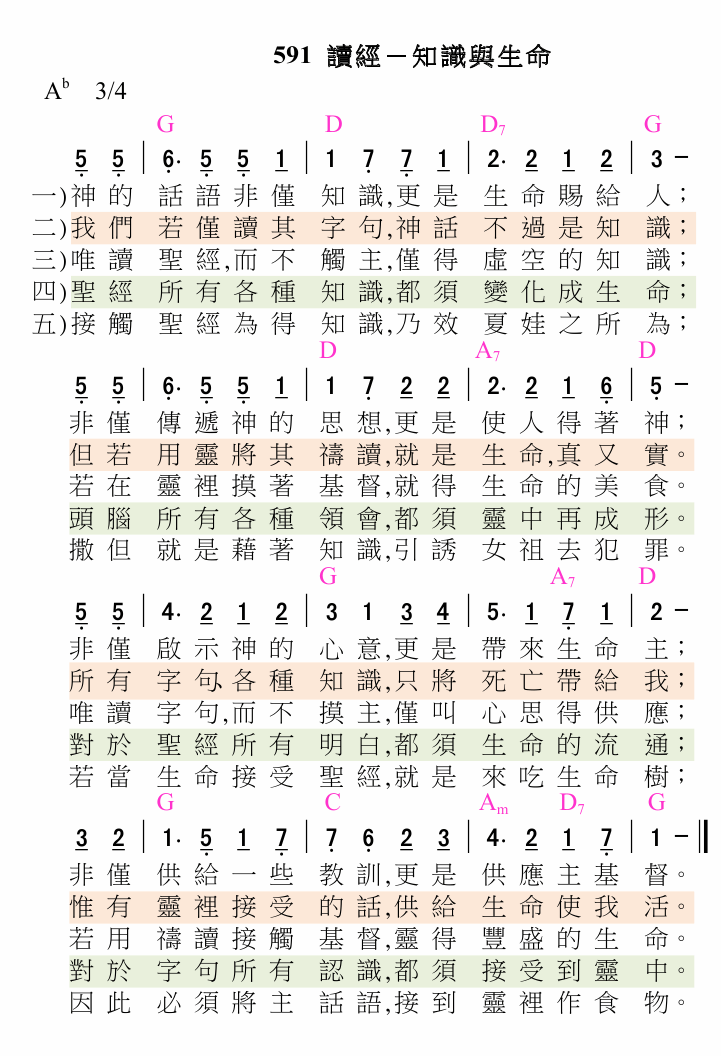 591 讀經－知識與生命
A♭ 3/4
G D D7 G
5 5 | 6· 5 5 1 | 1 7 7 1 | 2· 2 1 2 | 3 －
一)神的 話語非僅 知識,更是 生命賜給 人；
二)我們 若僅讀其 字句,神話 不過是知 識；
三)唯讀 聖經,而不 觸主,僅得 虛空的知 識；
四)聖經 所有各種 知識,都須 變化成生 命；
五)接觸 聖經為得 知識,乃效 夏娃之所 為；
D A7 D
5 5 | 6· 5 5 1 | 1 7 2 2 | 2· 2 1 6 | 5 －
非僅 傳遞神的 思想,更是 使人得著 神；
但若 用靈將其 禱讀,就是 生命,真又 實。
若在 靈裡摸著 基督,就得 生命的美 食。
頭腦 所有各種 領會,都須 靈中再成 形。
撒但 就是藉著 知識,引誘 女祖去犯 罪。
G A7 D
5 5 | 4· 2 1 2 | 3 1 3 4 | 5· 1 7 1 | 2 －
非僅 啟示神的 心意,更是 帶來生命 主；
所有 字句、各種 知識,只將 死亡帶給 我；
唯讀 字句,而不 摸主,僅叫 心思得供 應；
對於 聖經所有 明白,都須 生命的流 通；
若當 生命接受 聖經,就是 來吃生命 樹；
G C Am D7 G
3 2 | 1· 5 1 7 | 7 6 2 3 | 4· 2 1 7 | 1 － ‖
非僅 供給一些 教訓,更是 供應主基 督。
惟有 靈裡接受 的話,供給 生命使我 活。
若用 禱讀接觸 基督,靈得 豐盛的生 命。
對於 字句所有 認識,都須 接受到靈 中。
因此 必須將主 話語,接到 靈裡作食 物。